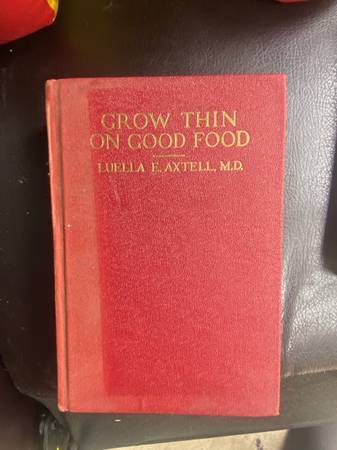 GROW THIN
ON GOOD FOOD
LUELLA E. AXTELL, M.D.